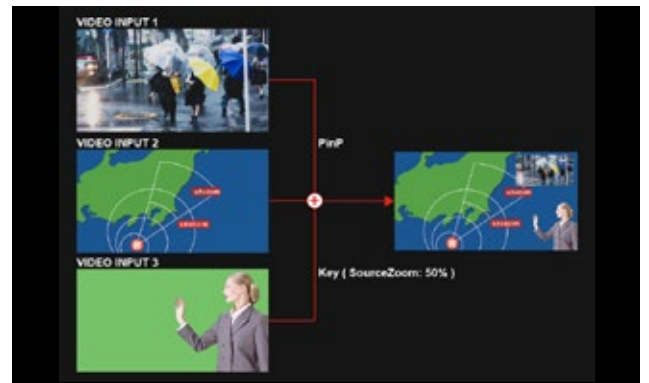 VIDEO INPUT 1
VIDEO INPUT 2
PinP
VIDEO INPUT 3
Key ( SourceZoom: 50% )